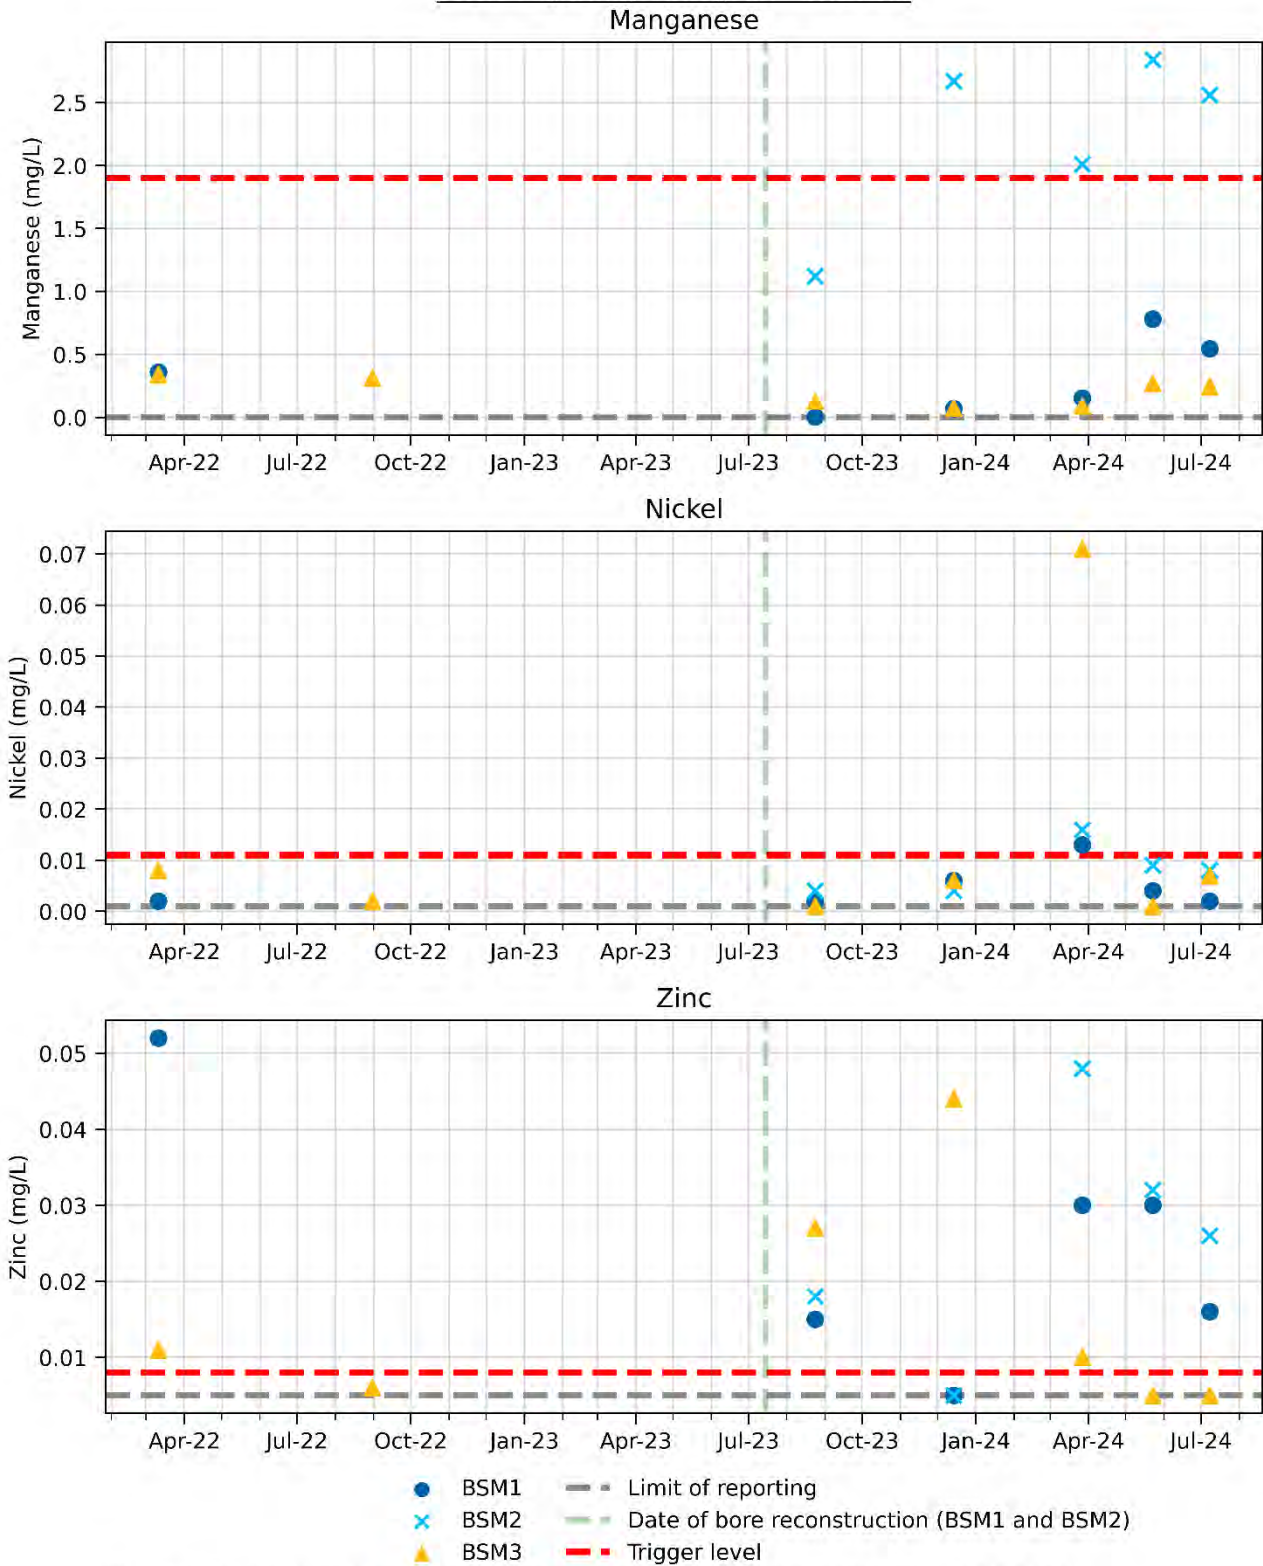 Manganese
Manganese (mg/L)
2.5
2.0
1.5
1.0
0.5
0.0
Apr-22 Jul-22 Oct-22 Jan-23 Apr-23 Jul-23 Oct-23 Jan-24 Apr-24 Jul-24
Nickel
Nickel (mg/L)
0.07
0.06
0.05
0.04
0.03
0.02
0.01
0.00
Apr-22 Jul-22 Oct-22 Jan-23 Apr-23 Jul-23 Oct-23 Jan-24 Apr-24 Jul-24
Zinc
Zinc (mg/L)
0.05
0.04
0.03
0.02
0.01
Apr-22 Jul-22 Oct-22 Jan-23 Apr-23 Jul-23 Oct-23 Jan-24 Apr-24 Jul-24
BSM1 Limit of reporting
BSM2 Date of bore reconstruction (BSM1 and BSM2)
BSM3 Trigger level